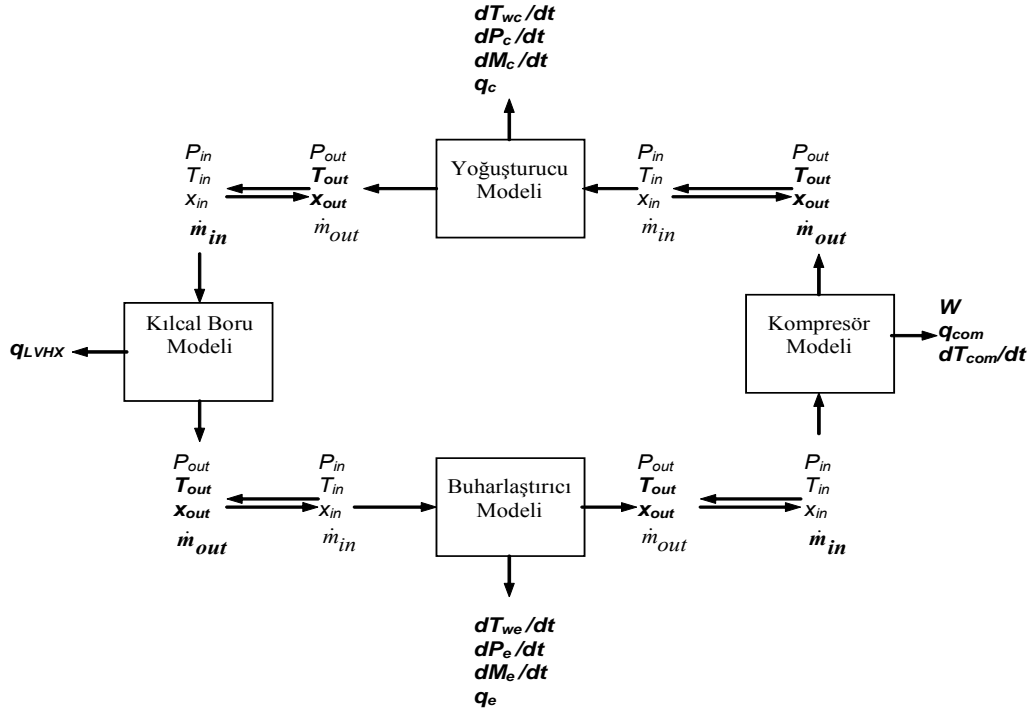 dT_wc/dt
dP_c/dt
dM_c/dt
q_c
P_in
T_in
x_in
ṁ_in
P_out
T_out
x_out
ṁ_out
Yoğuşturucu
Modeli
P_in
T_in
x_in
ṁ_in
P_out
T_out
x_out
ṁ_out
q_LVHX
Kılcal Boru
Modeli
Kompresör
Modeli
W
q_com
dT_com/dt
P_out
T_out
x_out
ṁ_out
P_in
T_in
x_in
ṁ_in
Buharlaştırıcı
Modeli
P_out
T_out
x_out
ṁ_out
P_in
T_in
x_in
ṁ_in
dT_we/dt
dP_e/dt
dM_e/dt
q_e